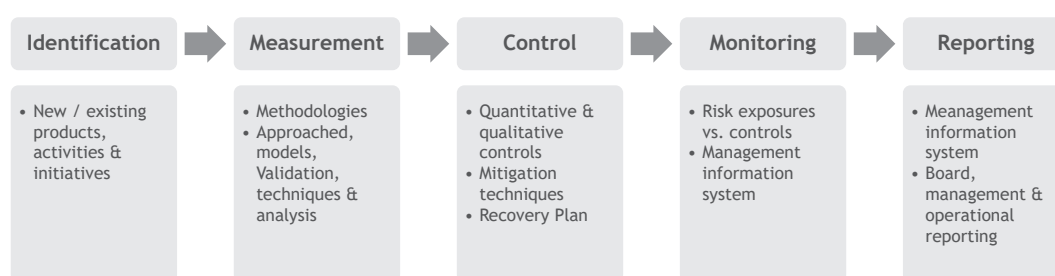 Identification
Measurement
Control
Monitoring
Reporting
• New / existing
products,
activities &
initiatives
• Methodologies
• Approached,
models,
Validation,
techniques &
analysis
• Quantitative &
qualitative
controls
• Mitigation
techniques
• Recovery Plan
• Risk exposures
vs. controls
• Management
information
system
• Meanagement
information
system
• Board,
management &
operational
reporting